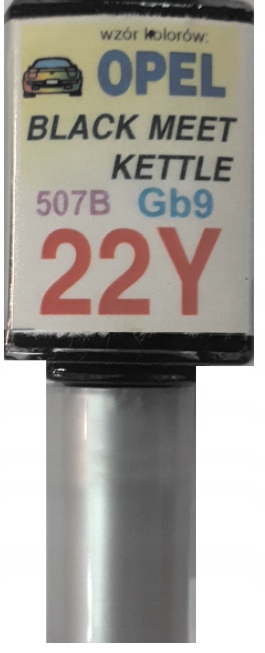 wzór kolorów:
OPEL
BLACK MEET
KETTLE
507B Gb9
22Y